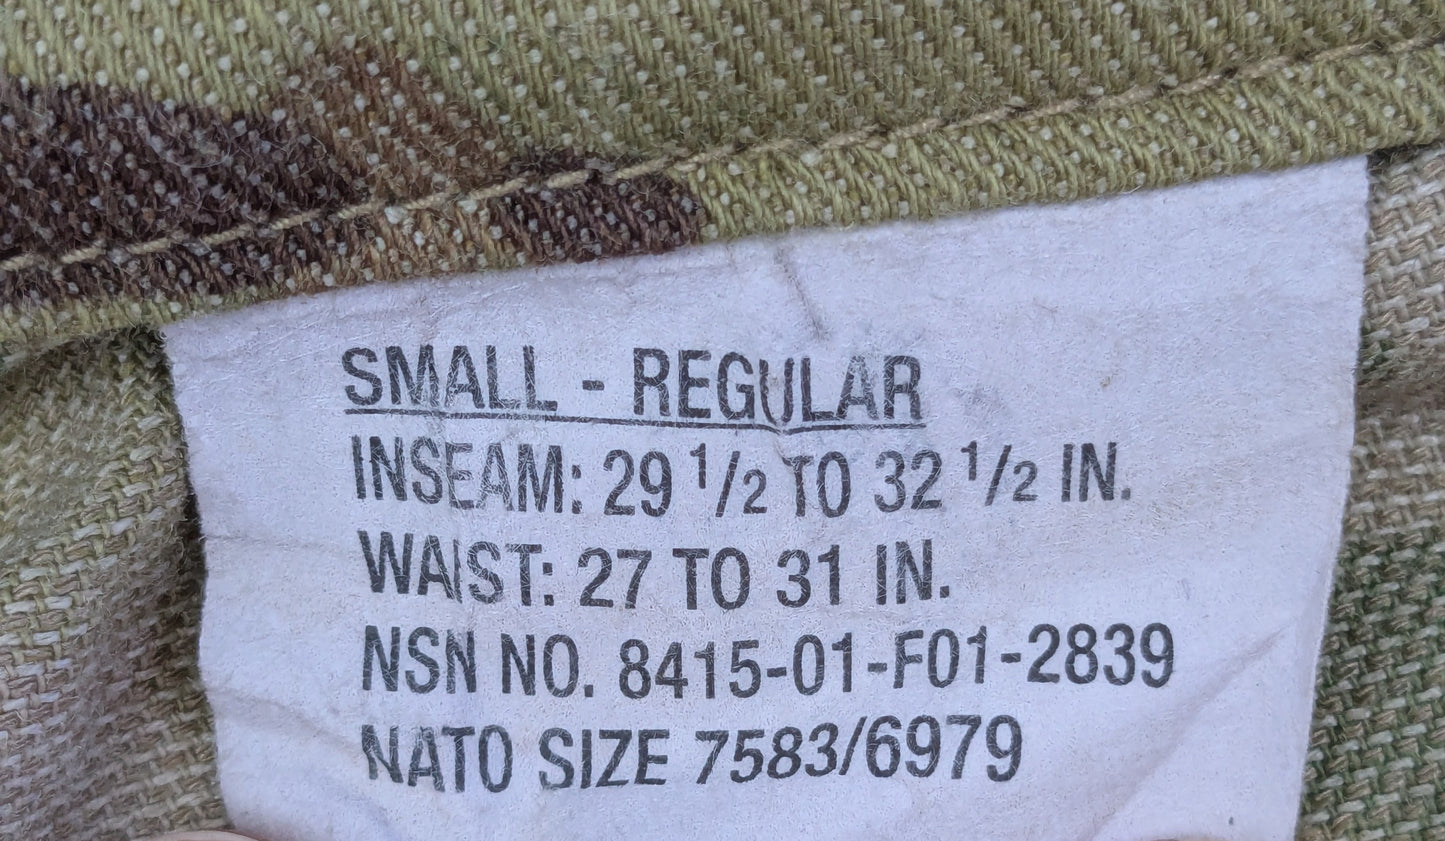 SMALL - REGULAR
INSEAM: 29 1/2 TO 32 1/2 IN.
WAIST: 27 TO 31 IN.
NSN NO. 8415-01-F01-2839
NATO SIZE 7583/6979